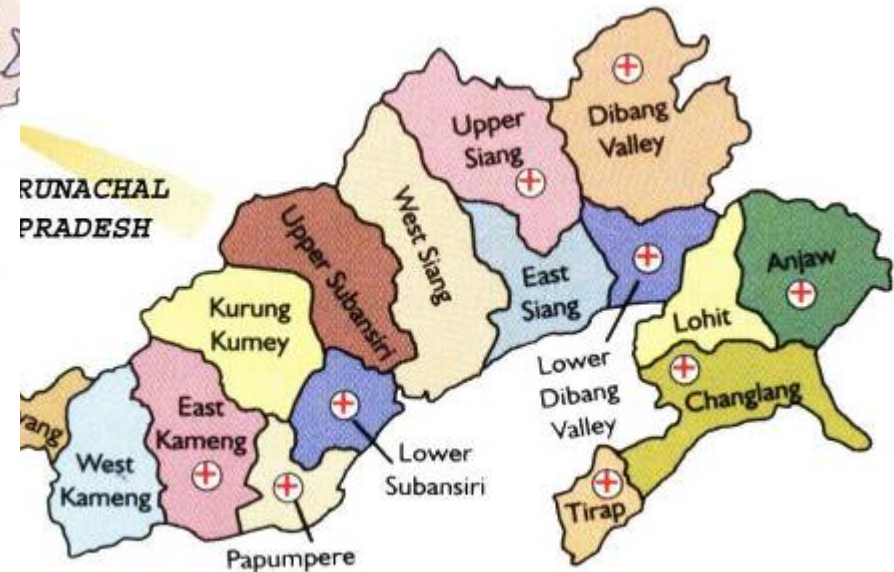 RUNACHAL
PRADESH
Upper
Siang
Dibang
Valley
West Siang
Upper Subansiri
East
Siang
Anjaw
Lohit
Kurung
Kumey
Lower
Dibang
Valley
Changlang
East
Kameng
West
Kameng
Lower
Subansiri
Tirap
Papumpere